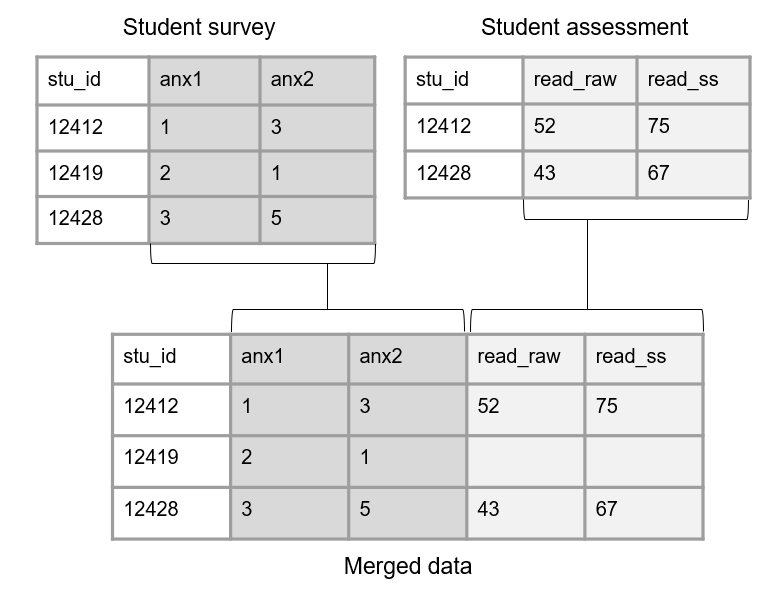 Student survey
stu_id anx1 anx2
12412 1 3
12419 2 1
12428 3 5
Student assessment
stu_id read_raw read_ss
12412 52 75
12428 43 67
stu_id anx1 anx2 read_raw read_ss
12412 1 3 52 75
12419 2 1
12428 3 5 43 67
Merged data